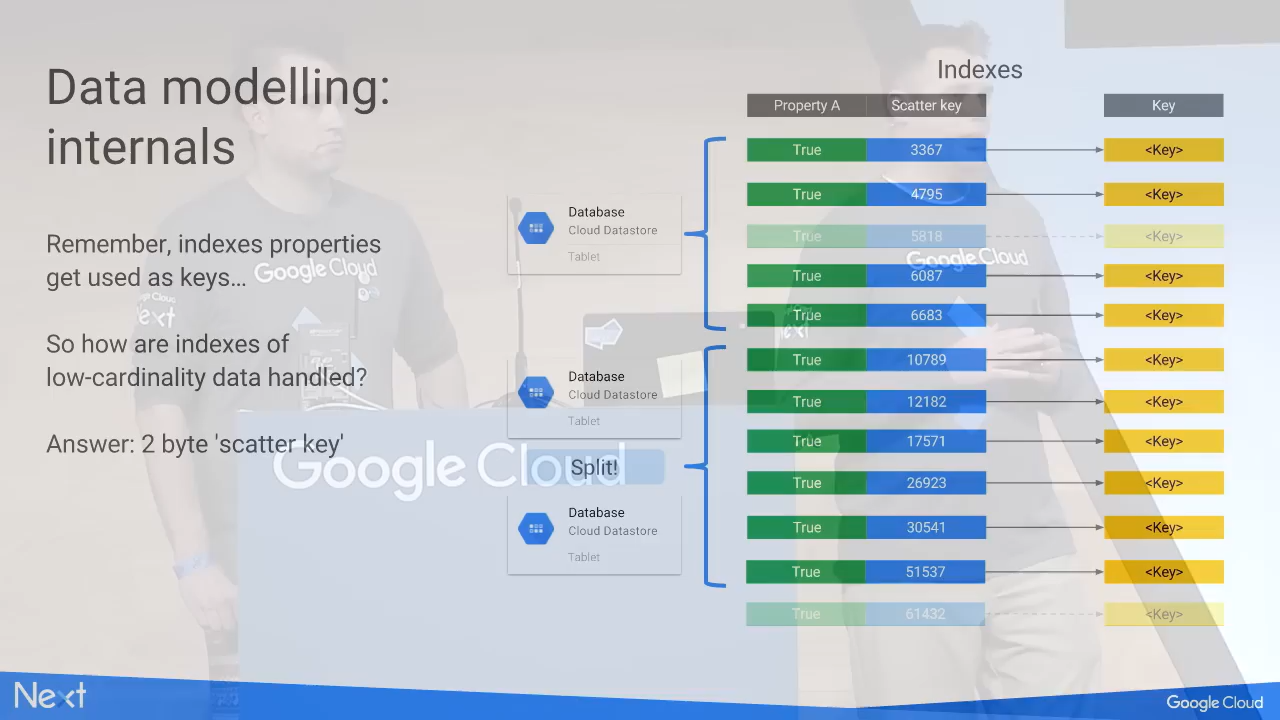 Data modelling:
internals
Remember, indexes properties
get used as keys...
So how are indexes of
low-cardinality data handled?
Answer: 2 byte 'scatter key'
Database
Cloud Datastore
Tablet
Database
Cloud Datastore
Tablet
Split!
Database
Cloud Datastore
Tablet
Indexes
Property A Scatter key Key
True 3367 <Key>
True 4795 <Key>
True 5818 <Key>
True 6087 <Key>
True 6683 <Key>
True 10789 <Key>
True 12182 <Key>
True 17571 <Key>
True 26923 <Key>
True 30541 <Key>
True 51537 <Key>
True 61432 <Key>
Google Cloud
Google Cloud
Google Cloud
Next
Google Cloud